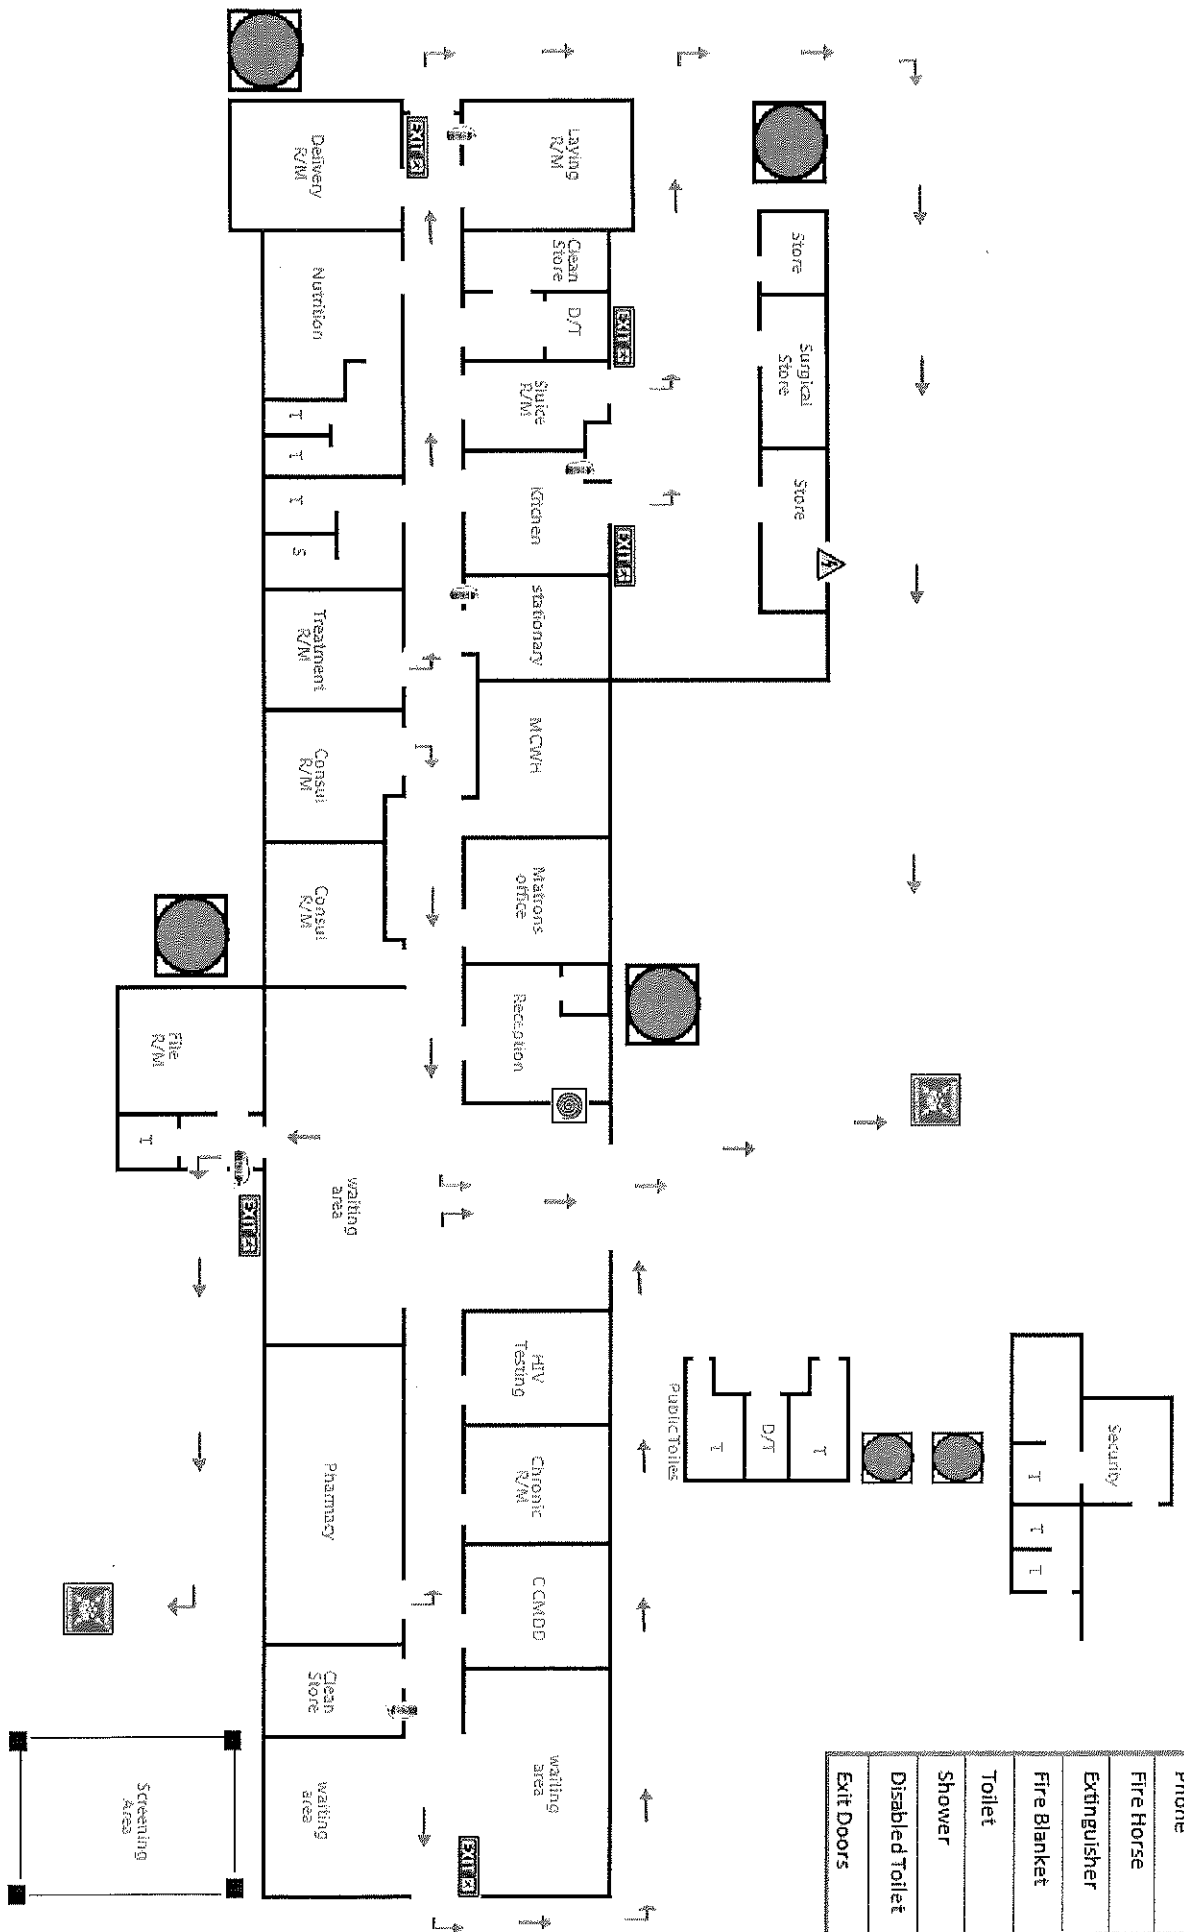 Phone
Fire Horse
Extinguisher
Fire Blanket
Toilet
Shower
Disabled Toilet
Exit Doors
Security
T
T
T
T
D/T
T
Public Toiles
Store
Surgical
Store
Store
Laying
R/M
Clean
Store
D/T
Sluice
R/M
Kitchen
stationary
MCWH
Matrons
office
Reception
HIV
Testing
Chronic
R/M
CCMDD
waiting
area
EXIT
EXIT
EXIT
EXIT
EXIT
Delivery
R/M
Nutrition
T
T
T
S
Treatment
R/M
Consul
R/M
Consul
R/M
waiting
area
Pharmacy
Clean
Store
waiting
area
File
R/M
T
Screening
Area